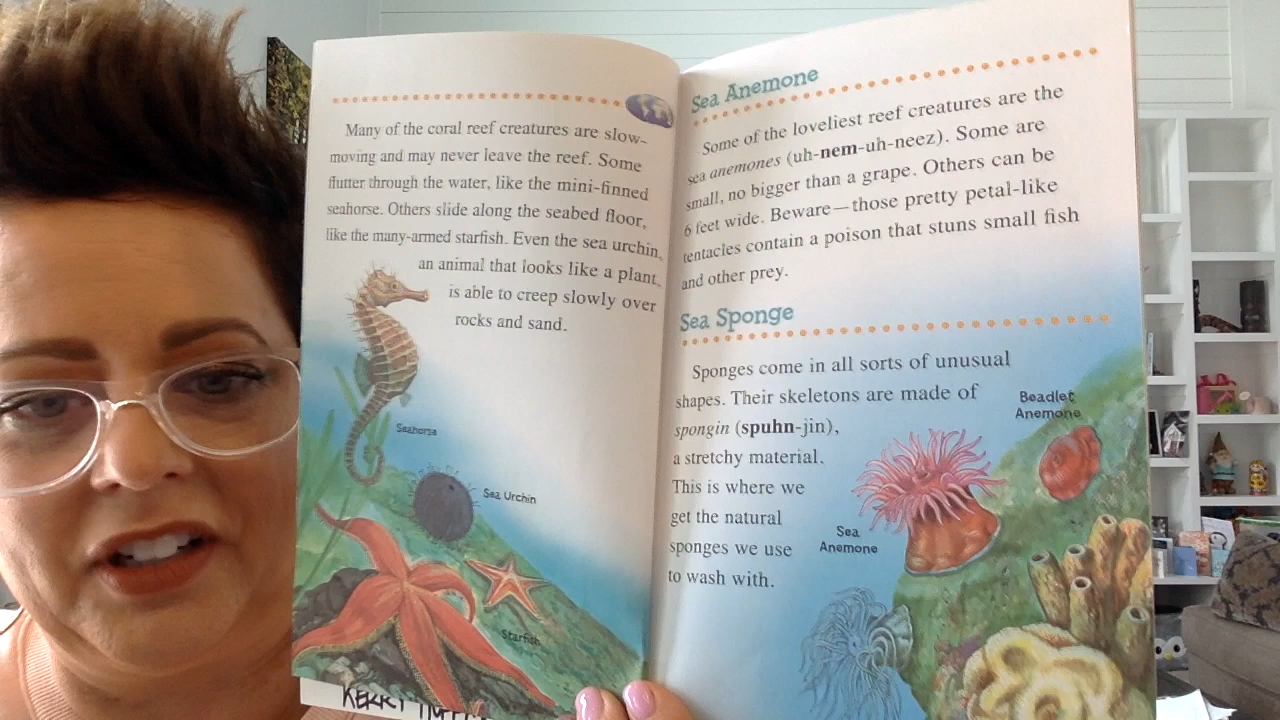 Many of the coral reef creatures are slow-
moving and may never leave the reef. Some
flutter through the water, like the mini-finned
seahorse. Others slide along the seabed floor,
like the many-armed starfish. Even the sea urchin,
an animal that looks like a plant,
is able to creep slowly over
rocks and sand.
Seahorse
Sea Urchin
Starfish
KERRY
Sea Anemone
Some of the loveliest reef creatures are the
sea anemones (uh-nem-uh-neez). Some are
small, no bigger than a grape. Others can be
6 feet wide. Beware—those pretty petal-like
tentacles contain a poison that stuns small fish
and other prey.
Sea Sponge
Sponges come in all sorts of unusual
shapes. Their skeletons are made of
spongin (spuhn-jin),
a stretchy material.
This is where we
get the natural
sponges we use
to wash with.
Beadlet
Anemone
Sea
Anemone